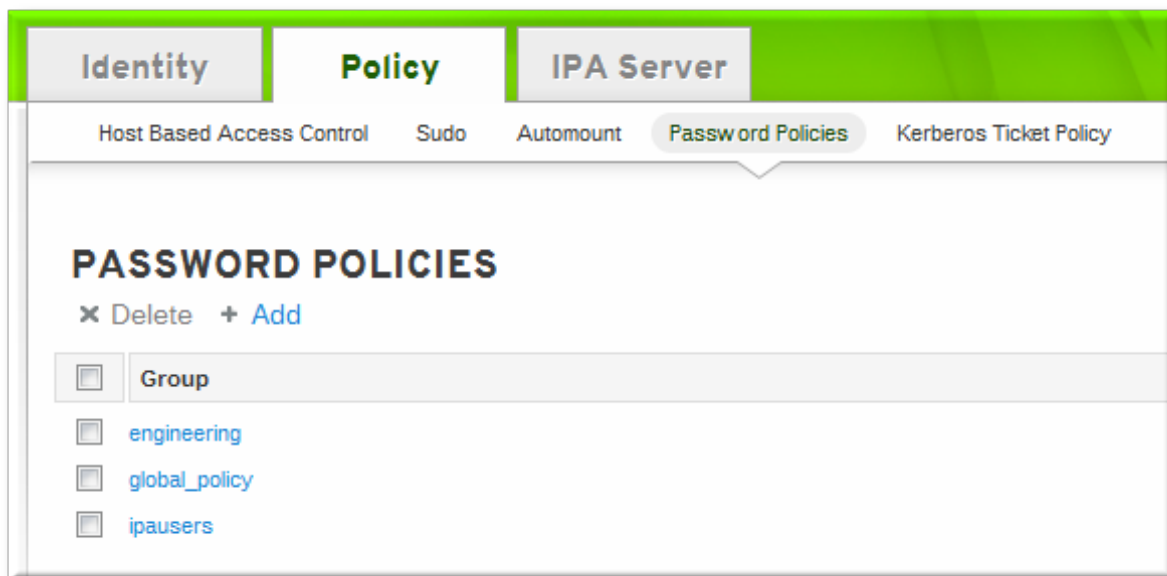 Identity Policy IPA Server
Host Based Access Control Sudo Automount Password Policies Kerberos Ticket Policy
PASSWORD POLICIES
Delete + Add
Group
engineering
global_policy
ipausers